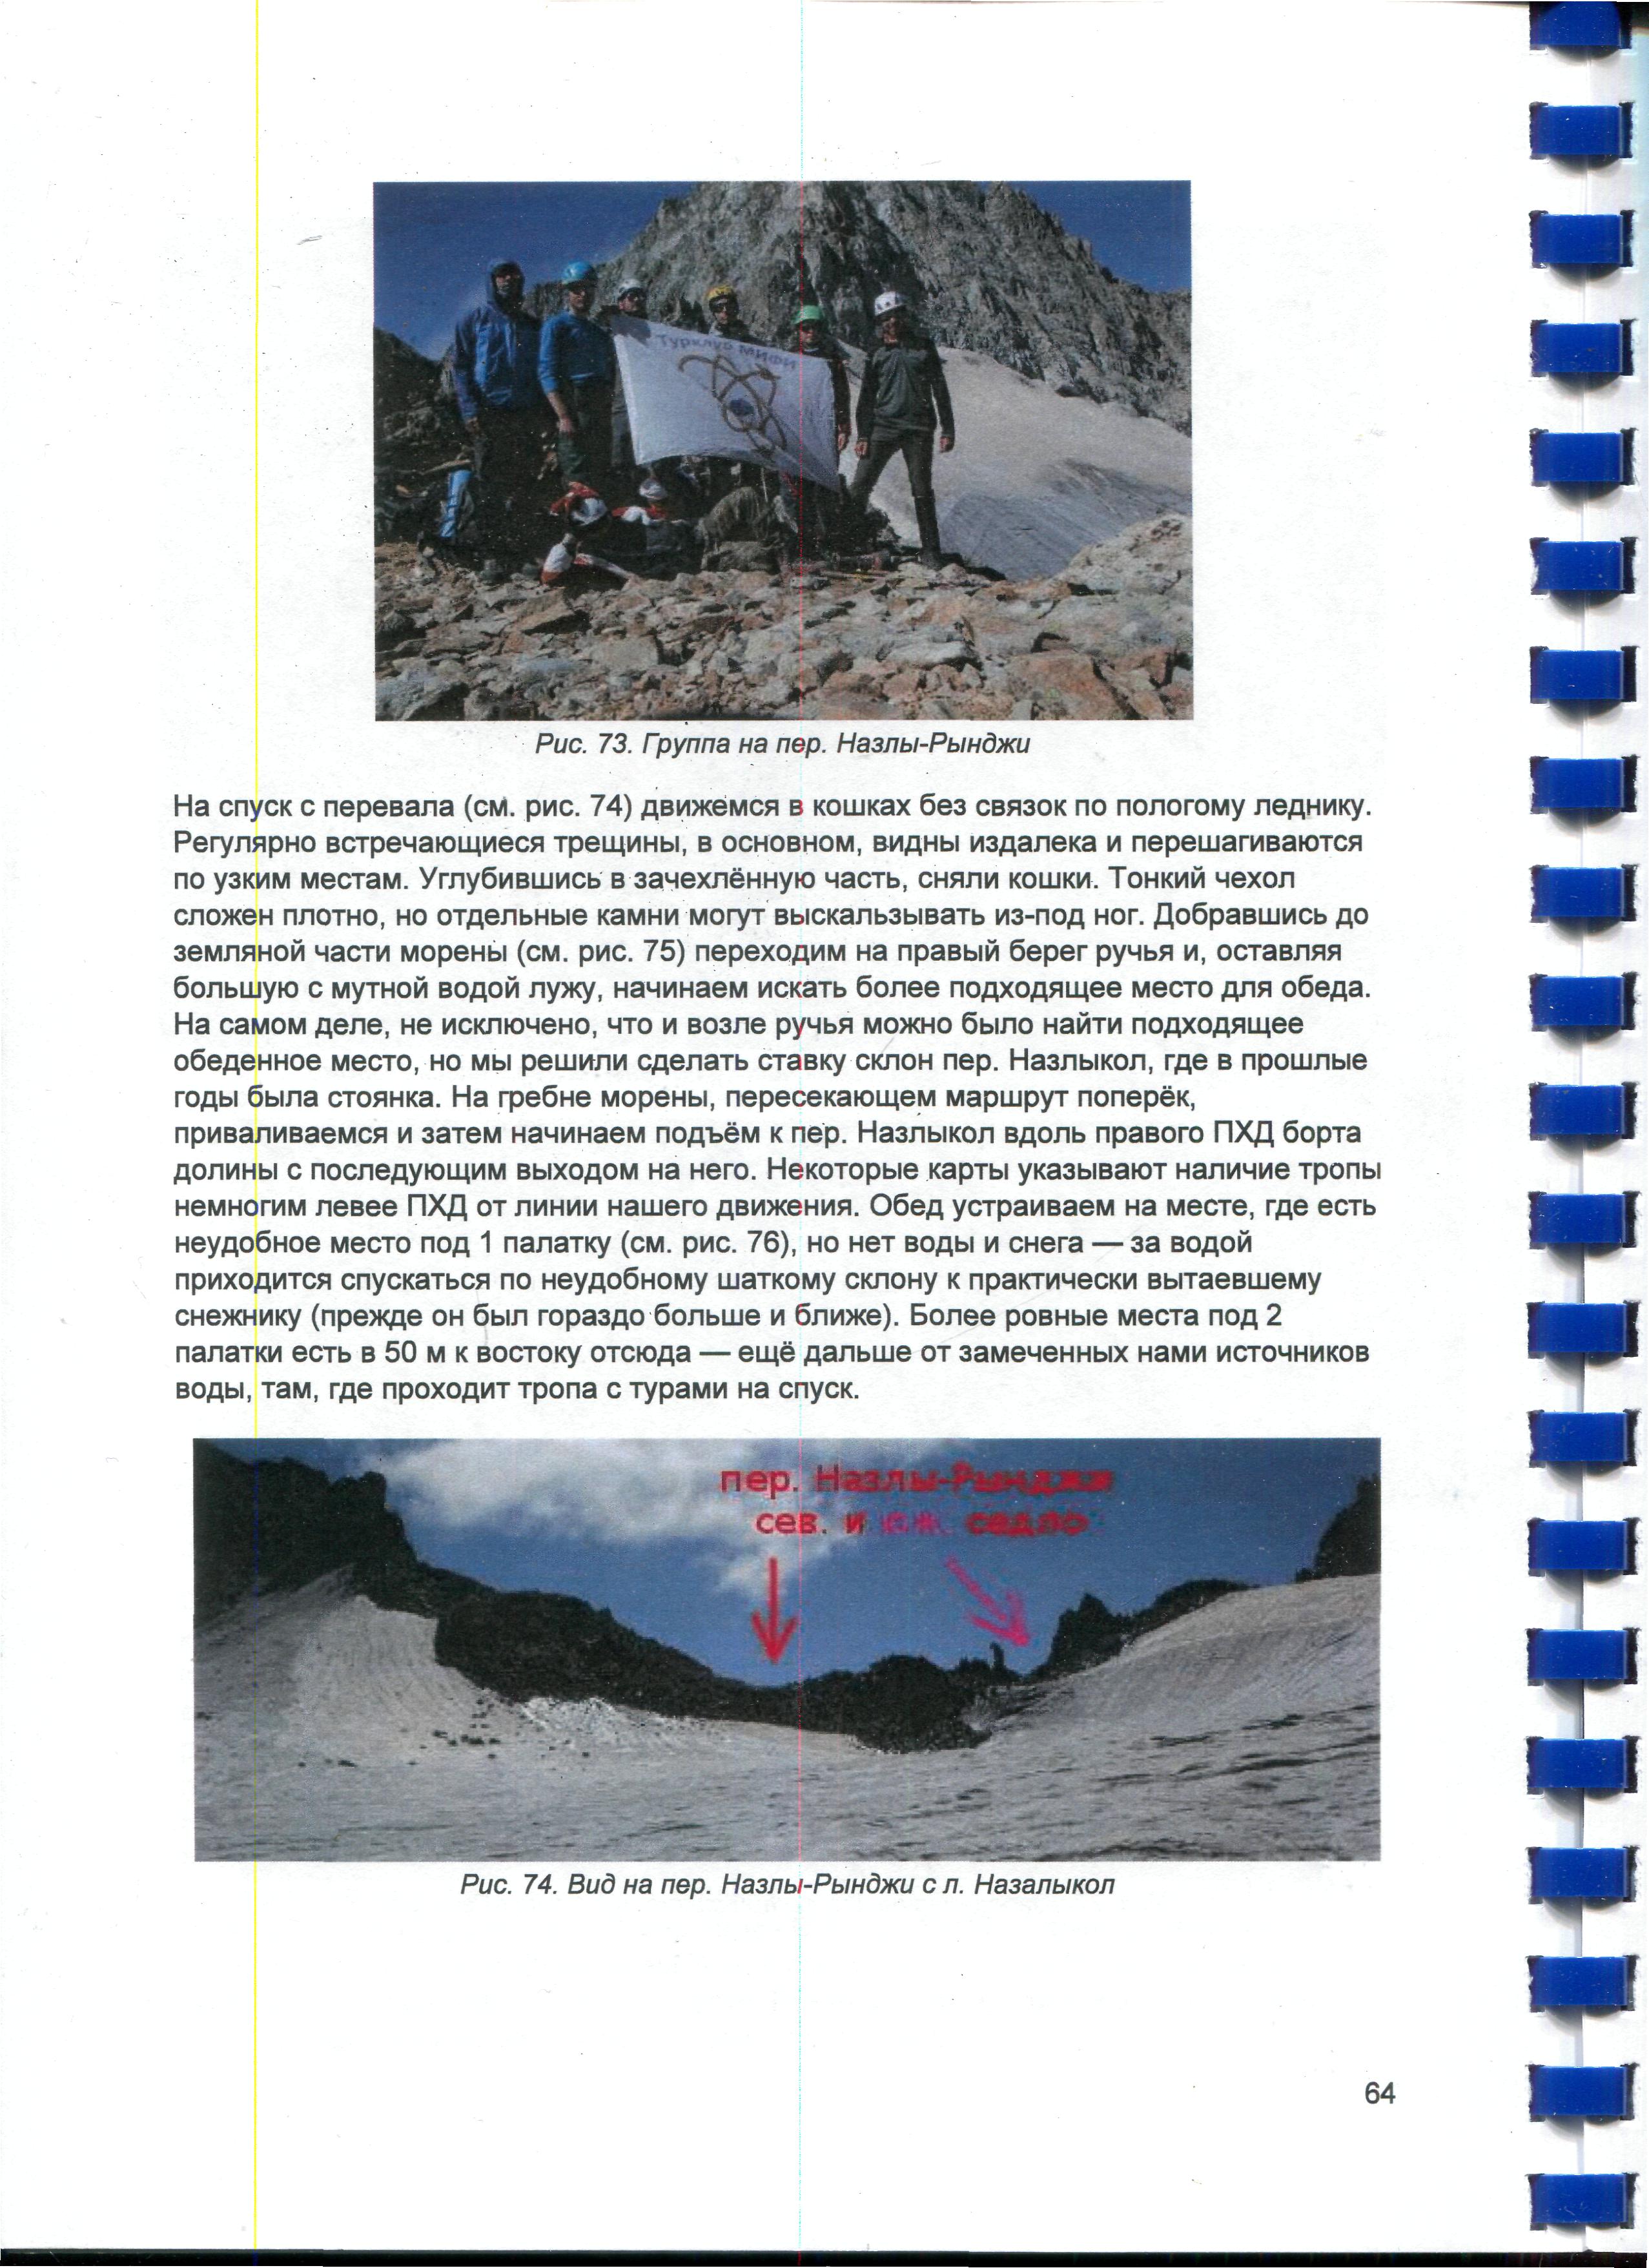 Турклуб МИФИ
Рис. 73. Группа на пер. Назлы-Рынджи
На спуск с перевала (см. рис. 74) движемся в кошках без связок по пологому леднику.
Регулярно встречающиеся трещины, в основном, видны издалека и перешагиваются
по узким местам. Углубившись в зачехлённую часть, сняли кошки. Тонкий чехол
сложен плотно, но отдельные камни могут выскальзывать из-под ног. Добравшись до
земляной части морены (см. рис. 75) переходим на правый берег ручья и, оставляя
большую с мутной водой лужу, начинаем искать более подходящее место для обеда.
На самом деле, не исключено, что и возле ручья можно было найти подходящее
обеденное место, но мы решили сделать ставку склон пер. Назлыкол, где в прошлые
годы была стоянка. На гребне морены, пересекающем маршрут поперёк,
приваливаемся и затем начинаем подъём к пер. Назлыкол вдоль правого ПХД борта
долины с последующим выходом на него. Некоторые карты указывают наличие тропы
немногим левее ПХД от линии нашего движения. Обед устраиваем на месте, где есть
неудобное место под 1 палатку (см. рис. 76), но нет воды и снега — за водой
приходится спускаться по неудобному шаткому склону к практически вытаевшему
снежнику (прежде он был гораздо больше и ближе). Более ровные места под 2
палатки есть в 50 м к востоку отсюда — ещё дальше от замеченных нами источников
воды, там, где проходит тропа с турами на спуск.
пер. Назлы-Рынджи
сев. и юж. седло
Рис. 74. Вид на пер. Назлы-Рынджи с л. Назалыкол
64